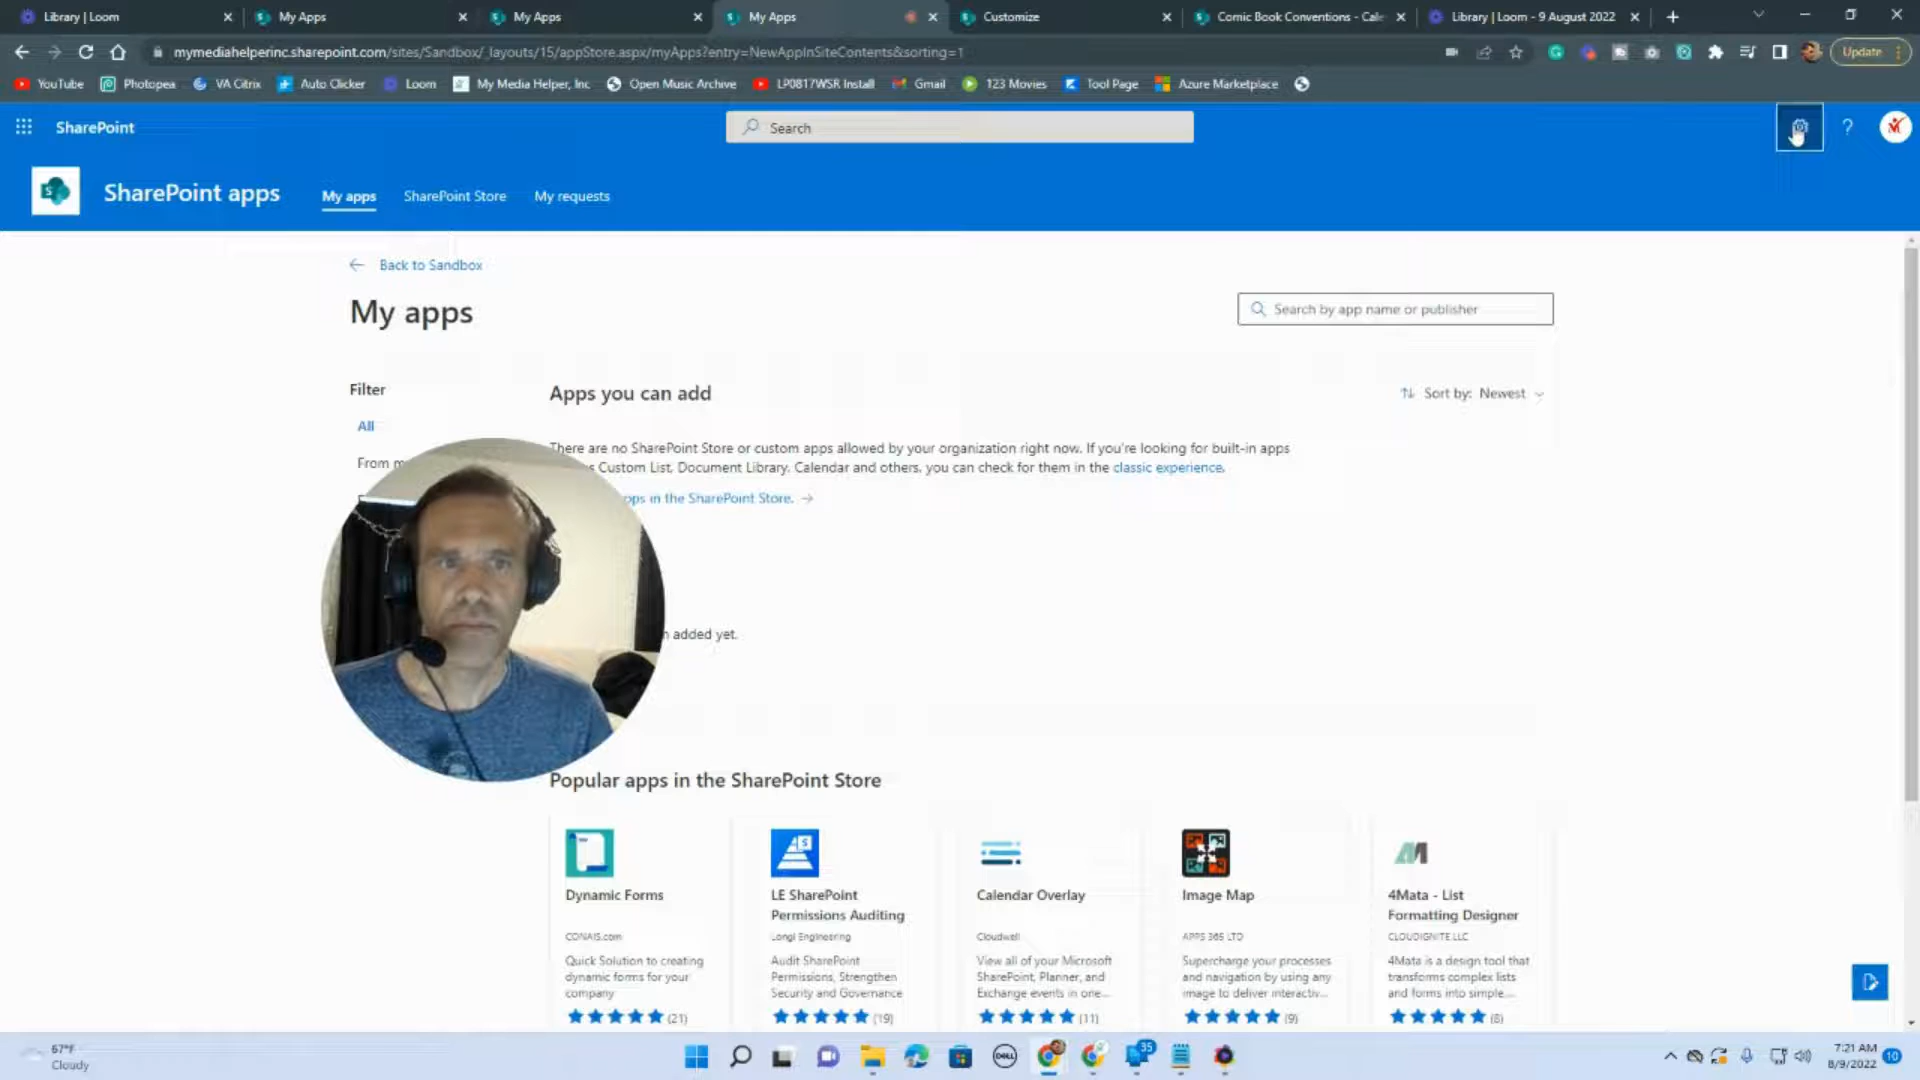 Library | Loom
My Apps
My Apps
My Apps
Customize
Comic Book Conventions - Cale
Library | Loom - 9 August 2022
mymediahelperinc.sharepoint.com/sites/Sandbox/_layouts/15/appStore.aspx/myApps?entry=NewAppInSiteContents&sorting=1
Update
YouTube
Photopea
VA Citrix
Auto Clicker
Loom
My Media Helper, Inc
Open Music Archive
LP0817WSR Install
Gmail
123 Movies
Tool Page
Azure Marketplace
SharePoint
Search
?
SharePoint apps
My apps
SharePoint Store
My requests
Back to Sandbox
My apps
Search by app name or publisher
Filter
Apps you can add
Sort by: Newest
All
There are no SharePoint Store or custom apps allowed by your organization right now. If you're looking for built-in apps
From m
Custom List, Document Library, Calendar and others, you can check for them in the classic experience.
in the SharePoint Store.
added yet.
Popular apps in the SharePoint Store
Dynamic Forms
CONAIS.com
Quick Solution to creating
dynamic forms for your
company
(21)
LE SharePoint
Permissions Auditing
Longi Engineering
Audit SharePoint
Permissions, Strengthen
Security and Governance
(19)
Calendar Overlay
Cloudwell
View all of your Microsoft
SharePoint, Planner, and
Exchange events in one...
(11)
Image Map
APPS 365 LTD
Supercharge your processes
and navigation by using any
image to deliver interactiv...
(9)
4Mata - List
Formatting Designer
CLOUDIGNITE LLC
4Mata is a design tool that
transforms complex lists
and forms into simple....
(8)
67°F
Cloudy
DELL
35
7:21 AM
8/9/2022
10